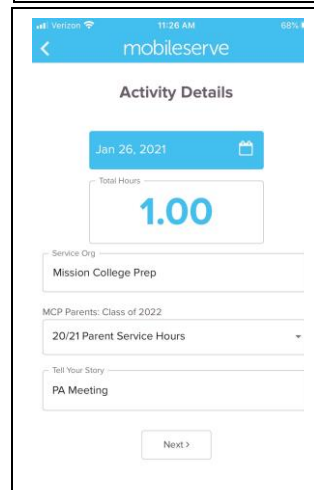 Verizon 11:26 AM 68%
mobileserve
Activity Details
Jan 26, 2021
Total Hours
1.00
Service Org
Mission College Prep
MCP Parents: Class of 2022
20/21 Parent Service Hours
Tell Your Story
PA Meeting
Next >